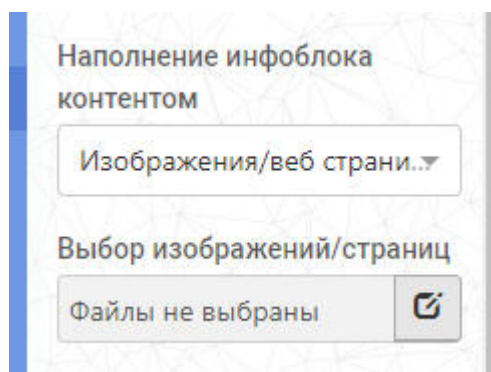 Наполнение инфоблока
контентом
Изображения/веб страни...
Выбор изображений/страниц
Файлы не выбраны